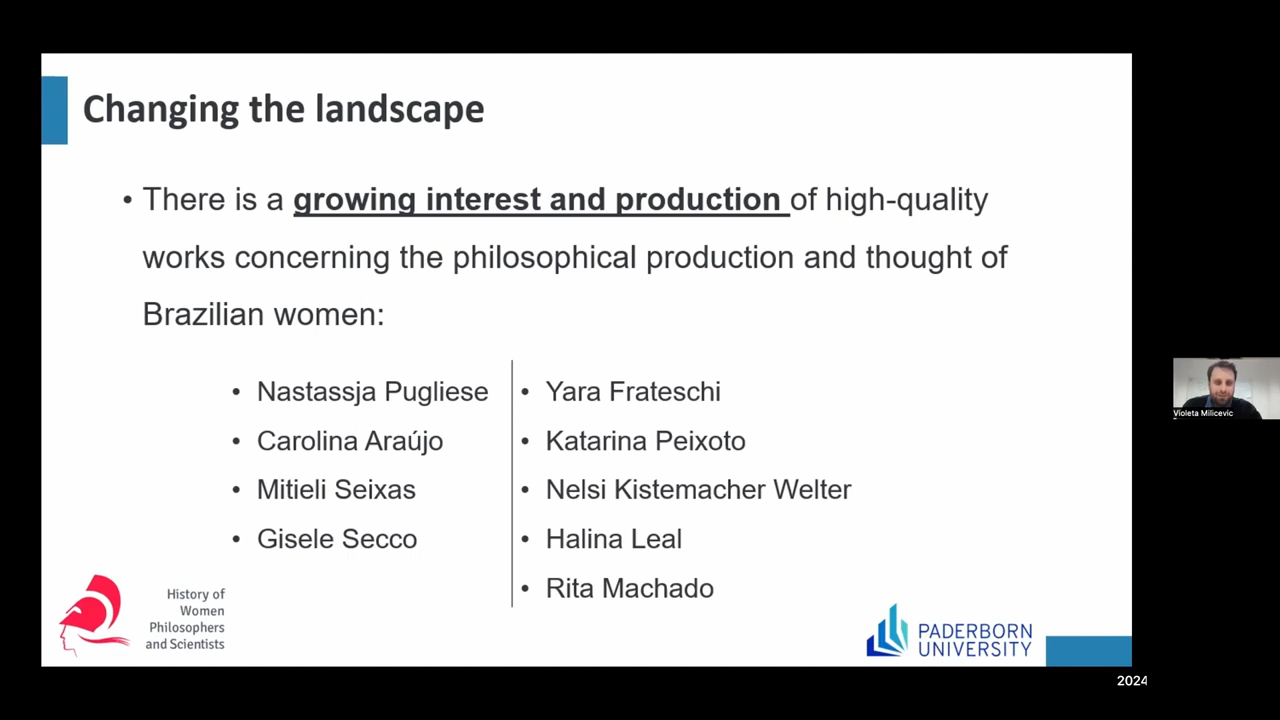 Changing the landscape
• There is a growing interest and production of high-quality
works concerning the philosophical production and thought of
Brazilian women:
• Nastassja Pugliese
• Carolina Araújo
• Mitieli Seixas
• Gisele Secco
• Yara Frateschi
• Katarina Peixoto
• Nelsi Kistemacher Welter
• Halina Leal
• Rita Machado
History of
Women
Philosophers
and Scientists
PADERBORN
UNIVERSITY
Violeta Milicevic
2024